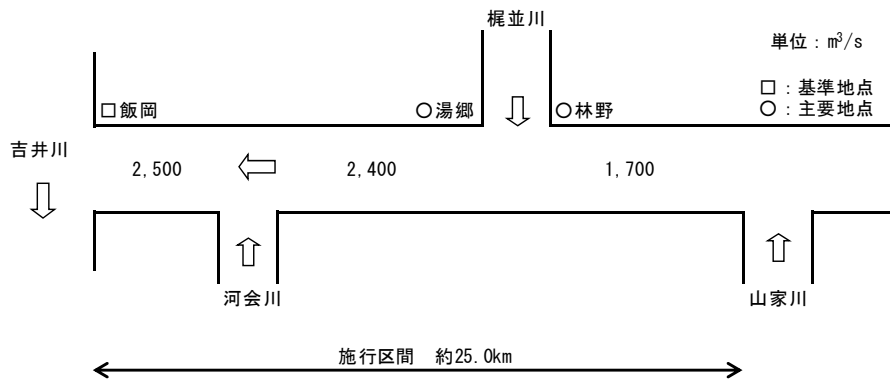 梶並川
単位：m³/s
□：基準地点
○：主要地点
□飯岡
○湯郷
○林野
吉井川
2,500
2,400
1,700
河会川
山家川
施行区間 約25.0km